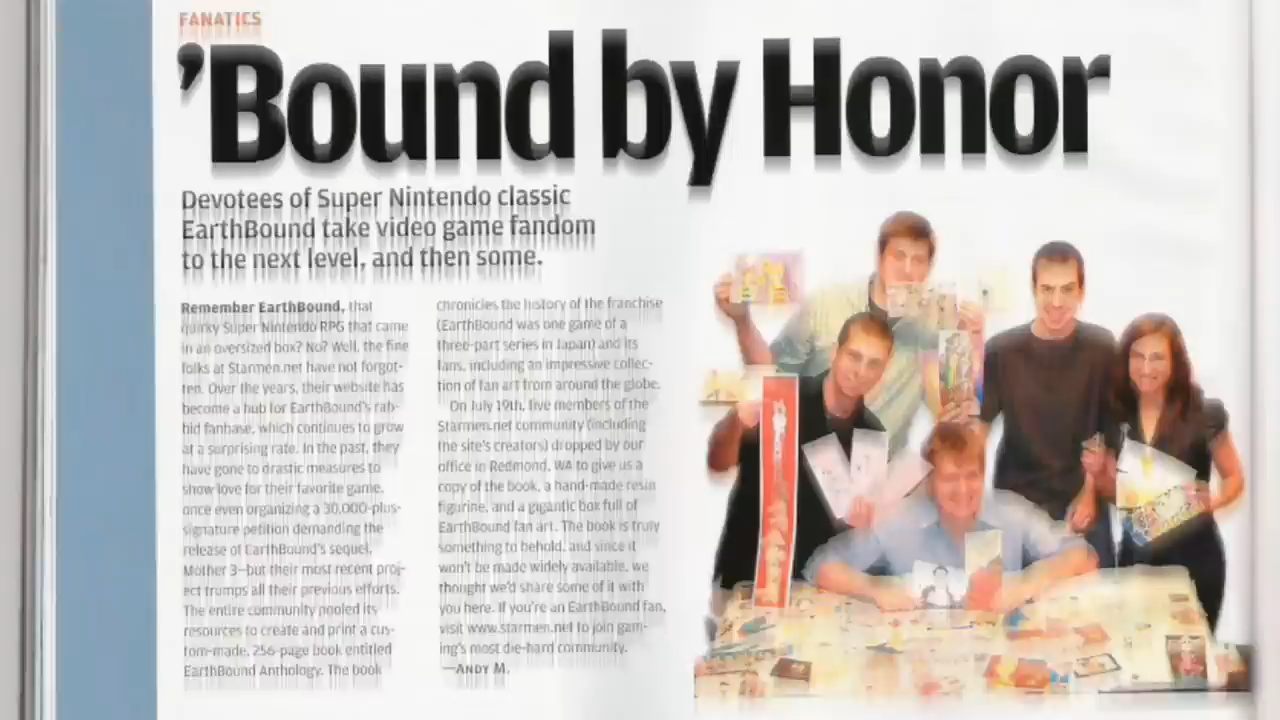 FANATICS
'Bound by Honor
Devotees of Super Nintendo classic
EarthBound take video game fandom
to the next level, and then some.
Remember EarthBound, that
quirky Super Nintendo RPG that came
in an oversized box? No? Well, the fine
folks at Starmen.net have not forgot-
ten. Over the years, their website has
become a hub for EarthBound's rab-
bid fanbase, which continues to grow
at a surprising rate. In the past, they
have gone to drastic measures to
show love for their favorite game,
once even organizing a 30,000-plus-
signature petition demanding the
release of EarthBound's sequel,
Mother 3—but their most recent proj-
ect trumps all their previous efforts.
The entire community pooled its
resources to create and print a cus-
tom-made, 256-page book entitled
EarthBound Anthology. The book
chronicles the history of the franchise
(EarthBound was one game of a
three-part series in Japan) and its
fans, including an impressive collec-
tion of fan art from around the globe.
On July 19th, five members of the
Starmen.net community (including
the site's creators) dropped by our
office in Redmond, WA to give us a
copy of the book, a hand-made resin
figurine, and a gigantic box full of
EarthBound fan art. The book is truly
something to behold, and since it
won't be made widely available, we
thought we'd share some of it with
you here. If you're an EarthBound fan,
visit www.starmen.net to join gam-
ing's most die-hard community.
—ANDY M.